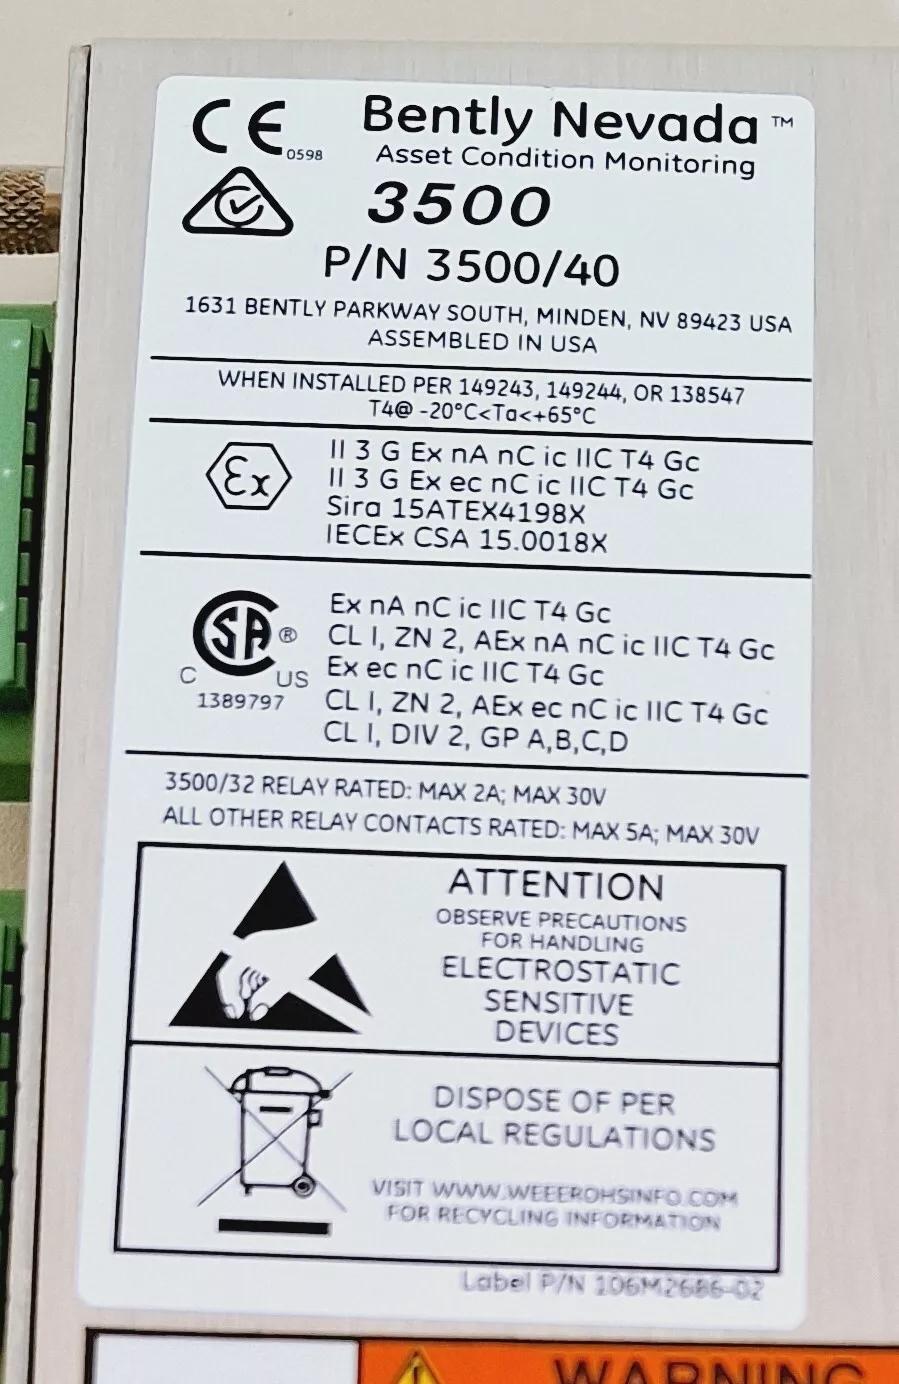 CE 0598
Bently Nevada™
Asset Condition Monitoring
3500
P/N 3500/40
1631 BENTLY PARKWAY SOUTH, MINDEN, NV 89423 USA
ASSEMBLED IN USA
WHEN INSTALLED PER 149243, 149244, OR 138547
T4@ -20°C<Ta<+65°C
Ex
II 3 G Ex nA nC ic IIC T4 Gc
II 3 G Ex ec nC ic IIC T4 Gc
Sira 15ATEX4198X
IECEx CSA 15.0018X
SA®
C US
1389797
Ex nA nC ic IIC T4 Gc
CL I, ZN 2, AEx nA nC ic IIC T4 Gc
Ex ec nC ic IIC T4 Gc
CL I, ZN 2, AEx ec nC ic IIC T4 Gc
CL I, DIV 2, GP A,B,C,D
3500/32 RELAY RATED: MAX 2A; MAX 30V
ALL OTHER RELAY CONTACTS RATED: MAX 5A; MAX 30V
ATTENTION
OBSERVE PRECAUTIONS
FOR HANDLING
ELECTROSTATIC
SENSITIVE
DEVICES
DISPOSE OF PER
LOCAL REGULATIONS
VISIT WWW.WEEEROHSINFO.COM
FOR RECYCLING INFORMATION
Label P/N 106M2686-02
WARNING